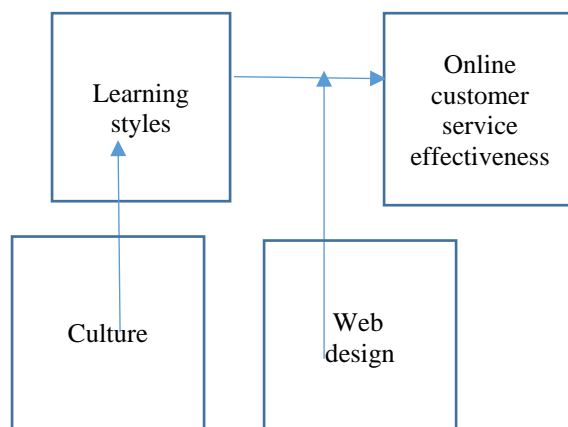 Learning
styles
Online
customer
service
effectiveness
Culture
Web
design